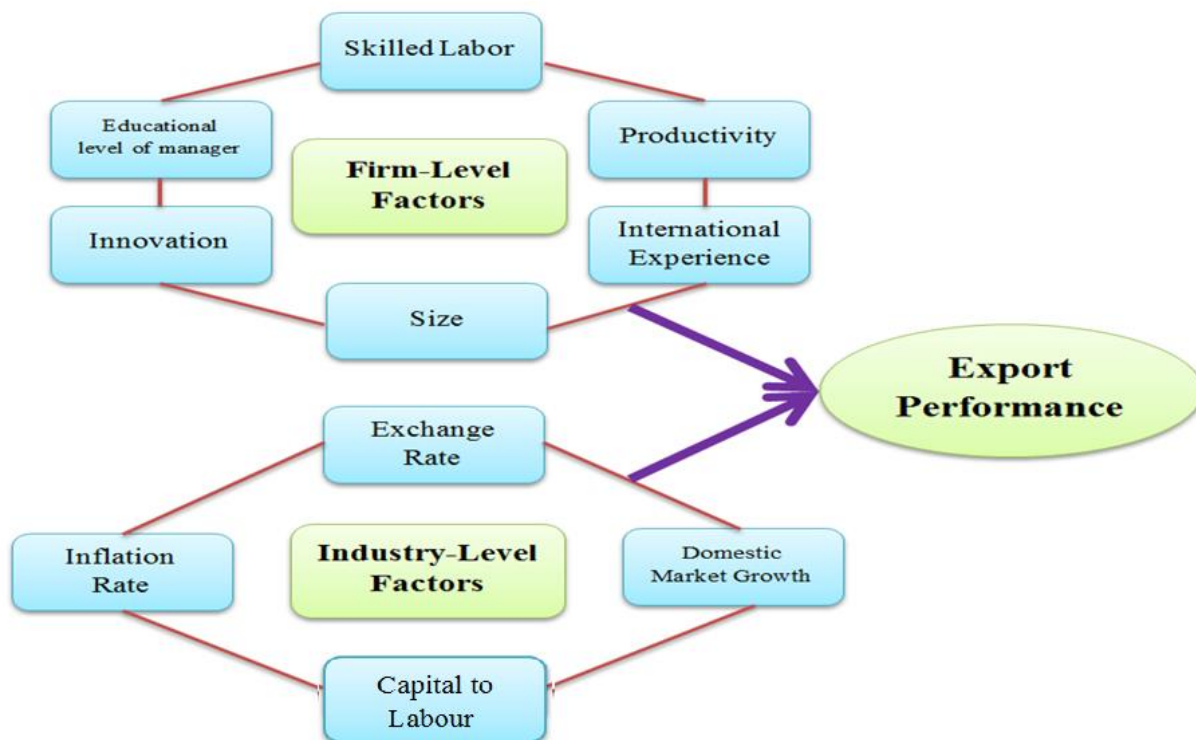 Skilled Labor
Educational
level of manager
Productivity
Firm-Level
Factors
Innovation
International
Experience
Size
Export
Performance
Exchange
Rate
Inflation
Rate
Industry-Level
Factors
Domestic
Market Growth
Capital to
Labour